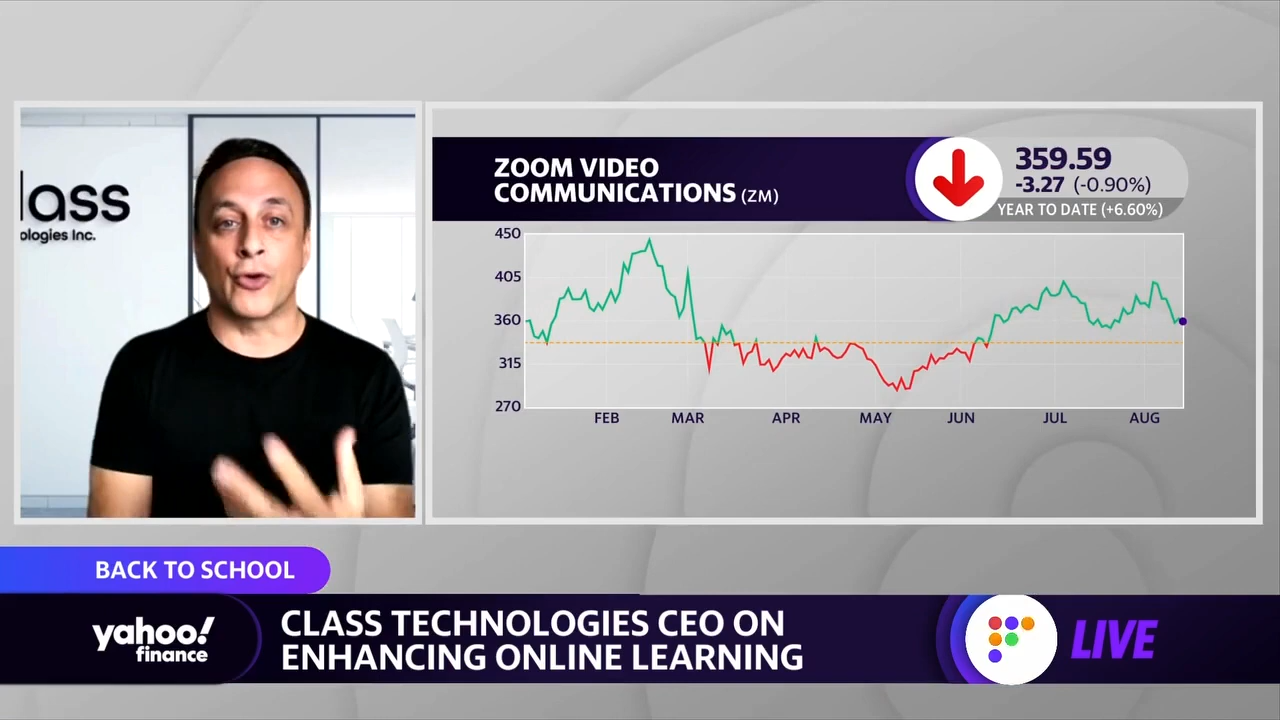 lass
ologies Inc.
ZOOM VIDEO
COMMUNICATIONS (ZM)
359.59
-3.27 (-0.90%)
YEAR TO DATE (+6.60%)
450
405
360
315
270
FEB MAR APR MAY JUN JUL AUG
BACK TO SCHOOL
yahoo!
finance
CLASS TECHNOLOGIES CEO ON
ENHANCING ONLINE LEARNING
LIVE